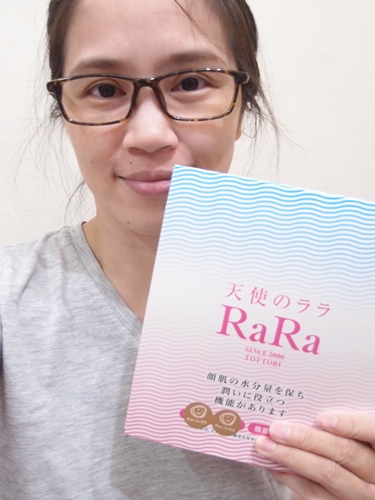 天使のララ
RaRa
SINCE 2000
TOTTORI
顔肌の水分量を保ち
潤いに役立つ
機能があります